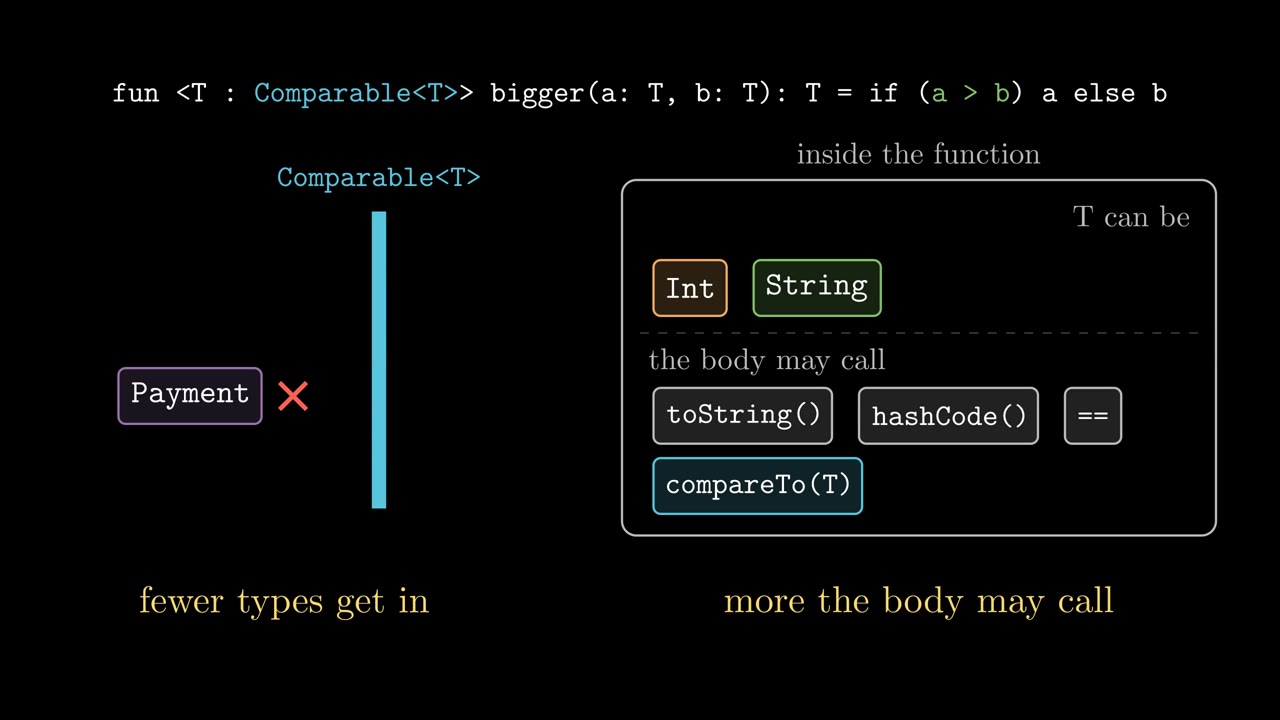 fun <T : Comparable<T>> bigger(a: T, b: T): T = if (a > b) a else b
inside the function
Comparable<T>
T can be
Int String
the body may call
Payment
toString() hashCode() ==
compareTo(T)
fewer types get in
more the body may call